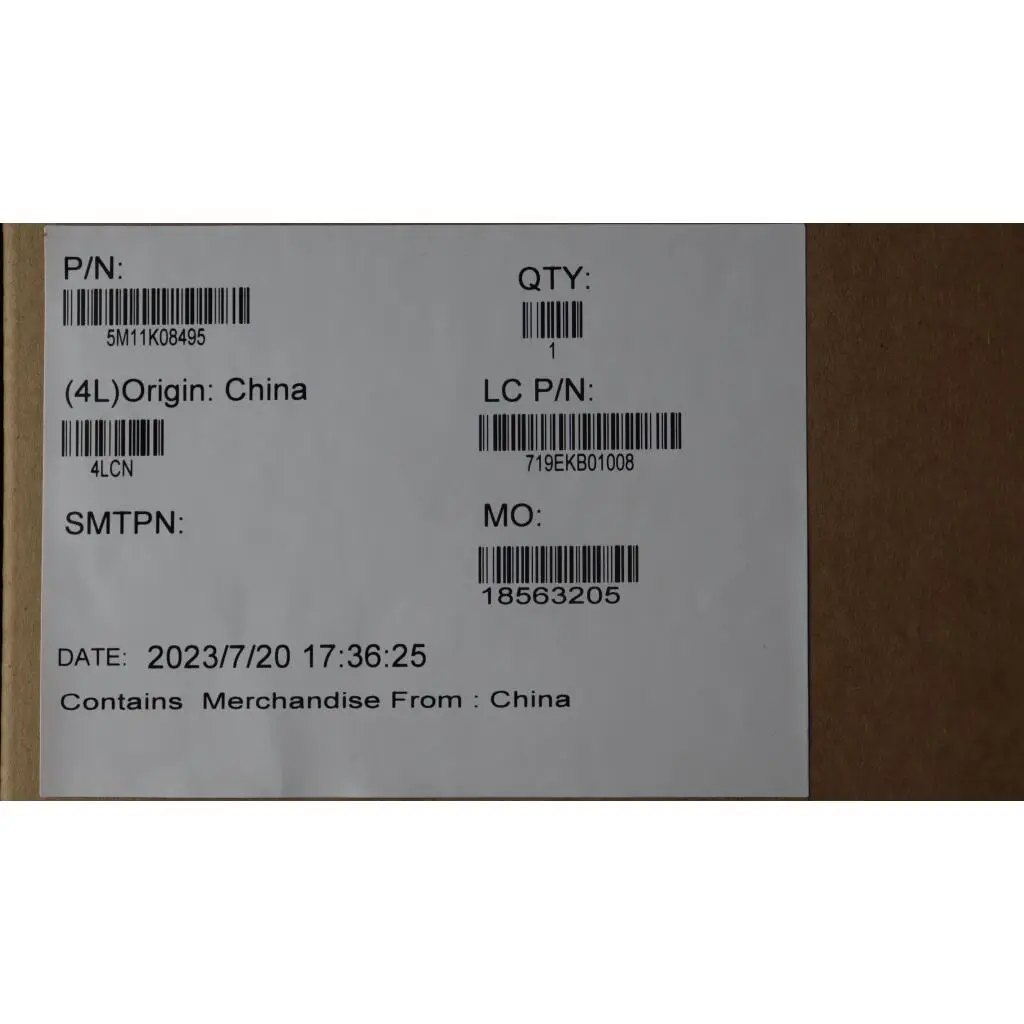 P/N:
5M11K08495
QTY:
1
(4L)Origin: China
4LCN
LC P/N:
719EKB01008
SMTPN:
MO:
18563205
DATE: 2023/7/20 17:36:25
Contains Merchandise From : China